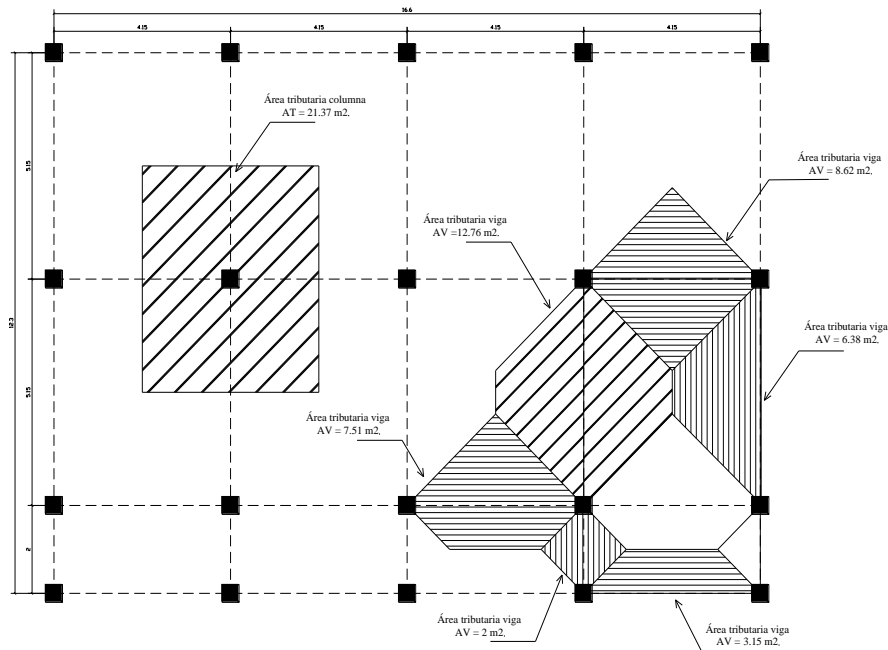 16.6
4.15
4.15
4.15
4.15
Área tributaria columna
AT = 21.37 m2,
5.15
Área tributaria viga
AV = 8.62 m2,
Área tributaria viga
AV =12.76 m2,
12.3
Área tributaria viga
AV = 6.38 m2,
5.15
Área tributaria viga
AV = 7.51 m2,
2
Área tributaria viga
AV = 2 m2,
Área tributaria viga
AV = 3.15 m2,